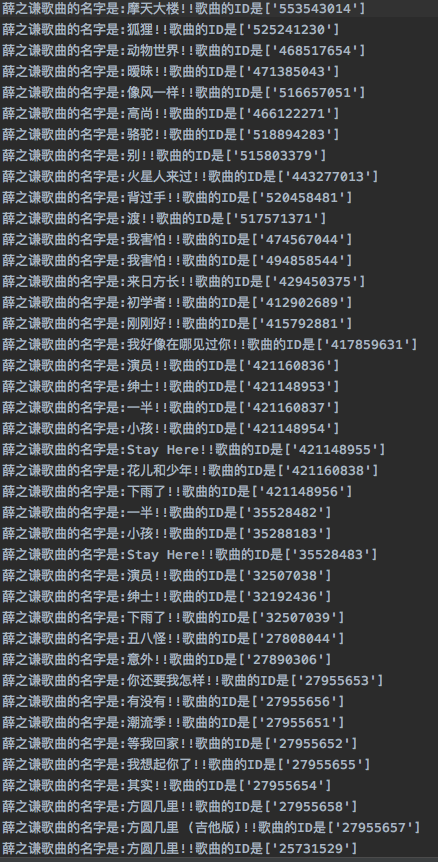 薛之谦歌曲的名字是:摩天大楼!!歌曲的ID是['553543014']
薛之谦歌曲的名字是:狐狸!!歌曲的ID是['525241230']
薛之谦歌曲的名字是:动物世界!!歌曲的ID是['468517654']
薛之谦歌曲的名字是:暧昧!!歌曲的ID是['471385043']
薛之谦歌曲的名字是:像风一样!!歌曲的ID是['516657051']
薛之谦歌曲的名字是:高尚!!歌曲的ID是['466122271']
薛之谦歌曲的名字是:骆驼!!歌曲的ID是['518894283']
薛之谦歌曲的名字是:别!!歌曲的ID是['515803379']
薛之谦歌曲的名字是:火星人来过!!歌曲的ID是['443277013']
薛之谦歌曲的名字是:背过手!!歌曲的ID是['520458481']
薛之谦歌曲的名字是:渡!!歌曲的ID是['517571371']
薛之谦歌曲的名字是:我害怕!!歌曲的ID是['474567044']
薛之谦歌曲的名字是:我害怕!!歌曲的ID是['494858544']
薛之谦歌曲的名字是:来日方长!!歌曲的ID是['429450375']
薛之谦歌曲的名字是:初学者!!歌曲的ID是['412902689']
薛之谦歌曲的名字是:刚刚好!!歌曲的ID是['415792881']
薛之谦歌曲的名字是:我好像在哪见过你!!歌曲的ID是['417859631']
薛之谦歌曲的名字是:演员!!歌曲的ID是['421160836']
薛之谦歌曲的名字是:绅士!!歌曲的ID是['421148953']
薛之谦歌曲的名字是:一半!!歌曲的ID是['421160837']
薛之谦歌曲的名字是:小孩!!歌曲的ID是['421148954']
薛之谦歌曲的名字是:Stay Here!!歌曲的ID是['421148955']
薛之谦歌曲的名字是:花儿和少年!!歌曲的ID是['421160838']
薛之谦歌曲的名字是:下雨了!!歌曲的ID是['421148956']
薛之谦歌曲的名字是:一半!!歌曲的ID是['35528482']
薛之谦歌曲的名字是:小孩!!歌曲的ID是['35288183']
薛之谦歌曲的名字是:Stay Here!!歌曲的ID是['35528483']
薛之谦歌曲的名字是:演员!!歌曲的ID是['32507038']
薛之谦歌曲的名字是:绅士!!歌曲的ID是['32192436']
薛之谦歌曲的名字是:下雨了!!歌曲的ID是['32507039']
薛之谦歌曲的名字是:丑八怪!!歌曲的ID是['27808044']
薛之谦歌曲的名字是:意外!!歌曲的ID是['27890306']
薛之谦歌曲的名字是:你还要我怎样!!歌曲的ID是['27955653']
薛之谦歌曲的名字是:有没有!!歌曲的ID是['27955656']
薛之谦歌曲的名字是:潮流季!!歌曲的ID是['27955651']
薛之谦歌曲的名字是:等我回家!!歌曲的ID是['27955652']
薛之谦歌曲的名字是:我想起你了!!歌曲的ID是['27955655']
薛之谦歌曲的名字是:其实!!歌曲的ID是['27955654']
薛之谦歌曲的名字是:方圆几里!!歌曲的ID是['27955658']
薛之谦歌曲的名字是:方圆几里 (吉他版)!!歌曲的ID是['27955657']
薛之谦歌曲的名字是:方圆几里!!歌曲的ID是['25731529']